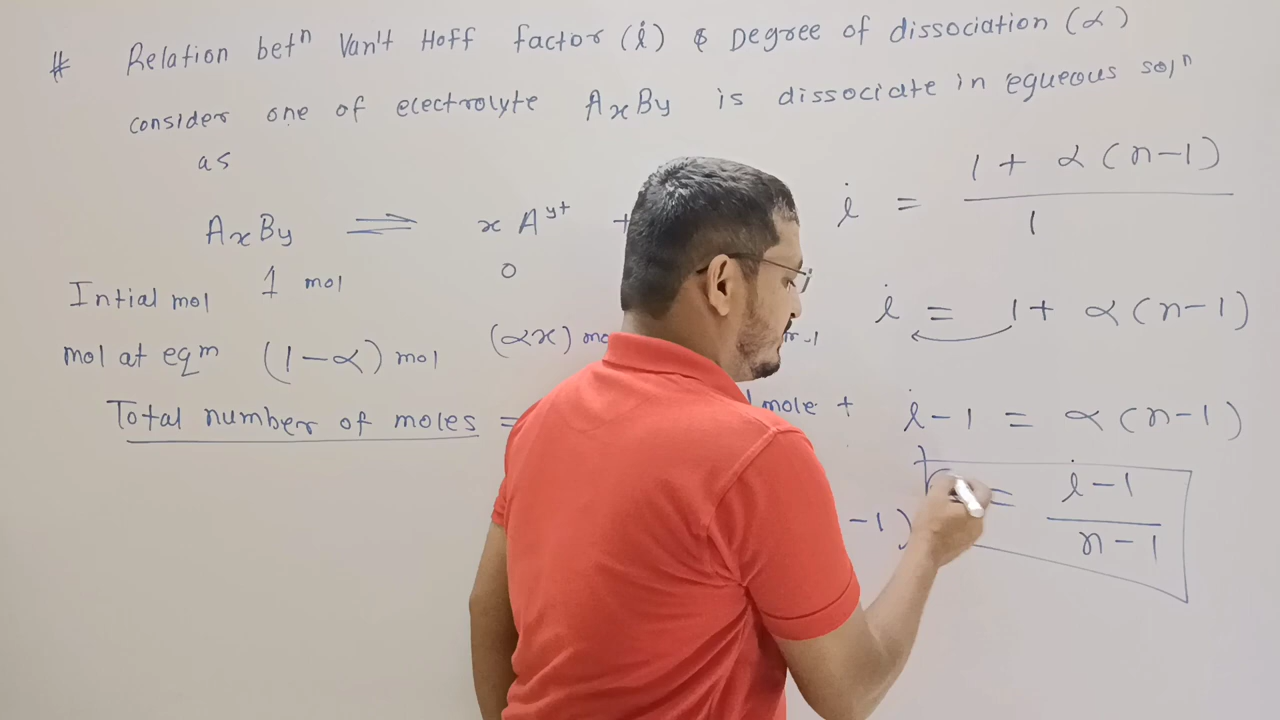 # Relation betⁿ Van't Hoff factor (i) & Degree of dissociation (α)
consider one of electrolyte AxBy is dissociate in equeous solⁿ
as
AxBy ⇌ x A^y+ +
Intial mol 1 mol 0
mol at eqm (1-α) mol (αx)
Total number of moles = mole +
-1)
i = 1 + α(n-1) / 1
i = 1 + α(n-1)
i-1 = α(n-1)
= i-1 / n-1